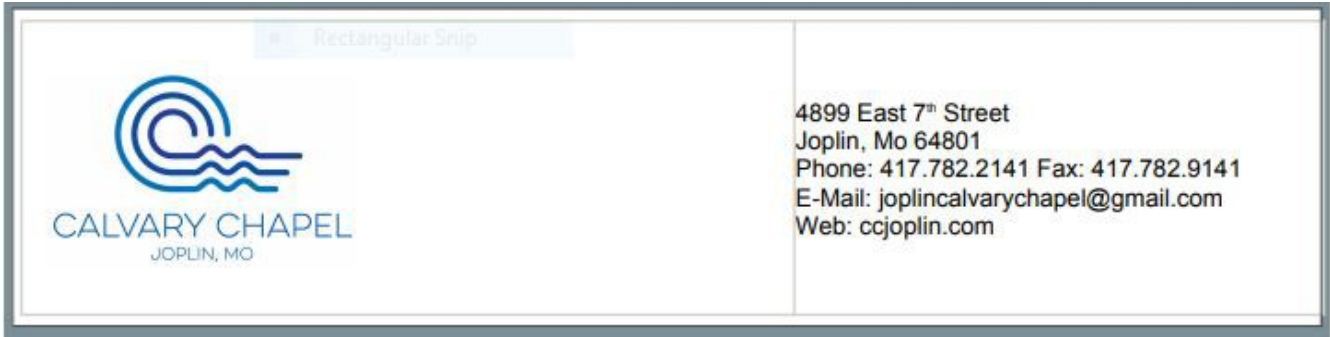 Rectangular Snip
CALVARY CHAPEL
JOPLIN, MO
4899 East 7th Street
Joplin, Mo 64801
Phone: 417.782.2141 Fax: 417.782.9141
E-Mail: joplincalvarychapel@gmail.com
Web: ccjoplin.com